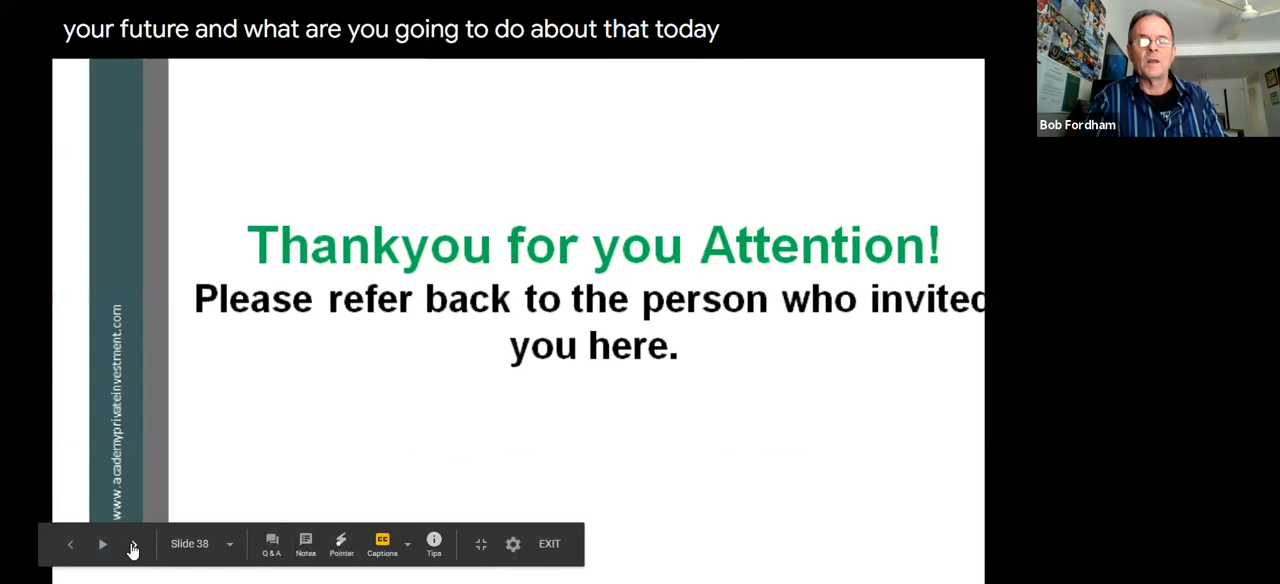 your future and what are you going to do about that today
Bob Fordham
Thankyou for you Attention!
Please refer back to the person who invited
you here.
www.academyprivateinvestment.com
Slide 38
Q & A
Notes
Pointer
CC
Captions
Tips
EXIT